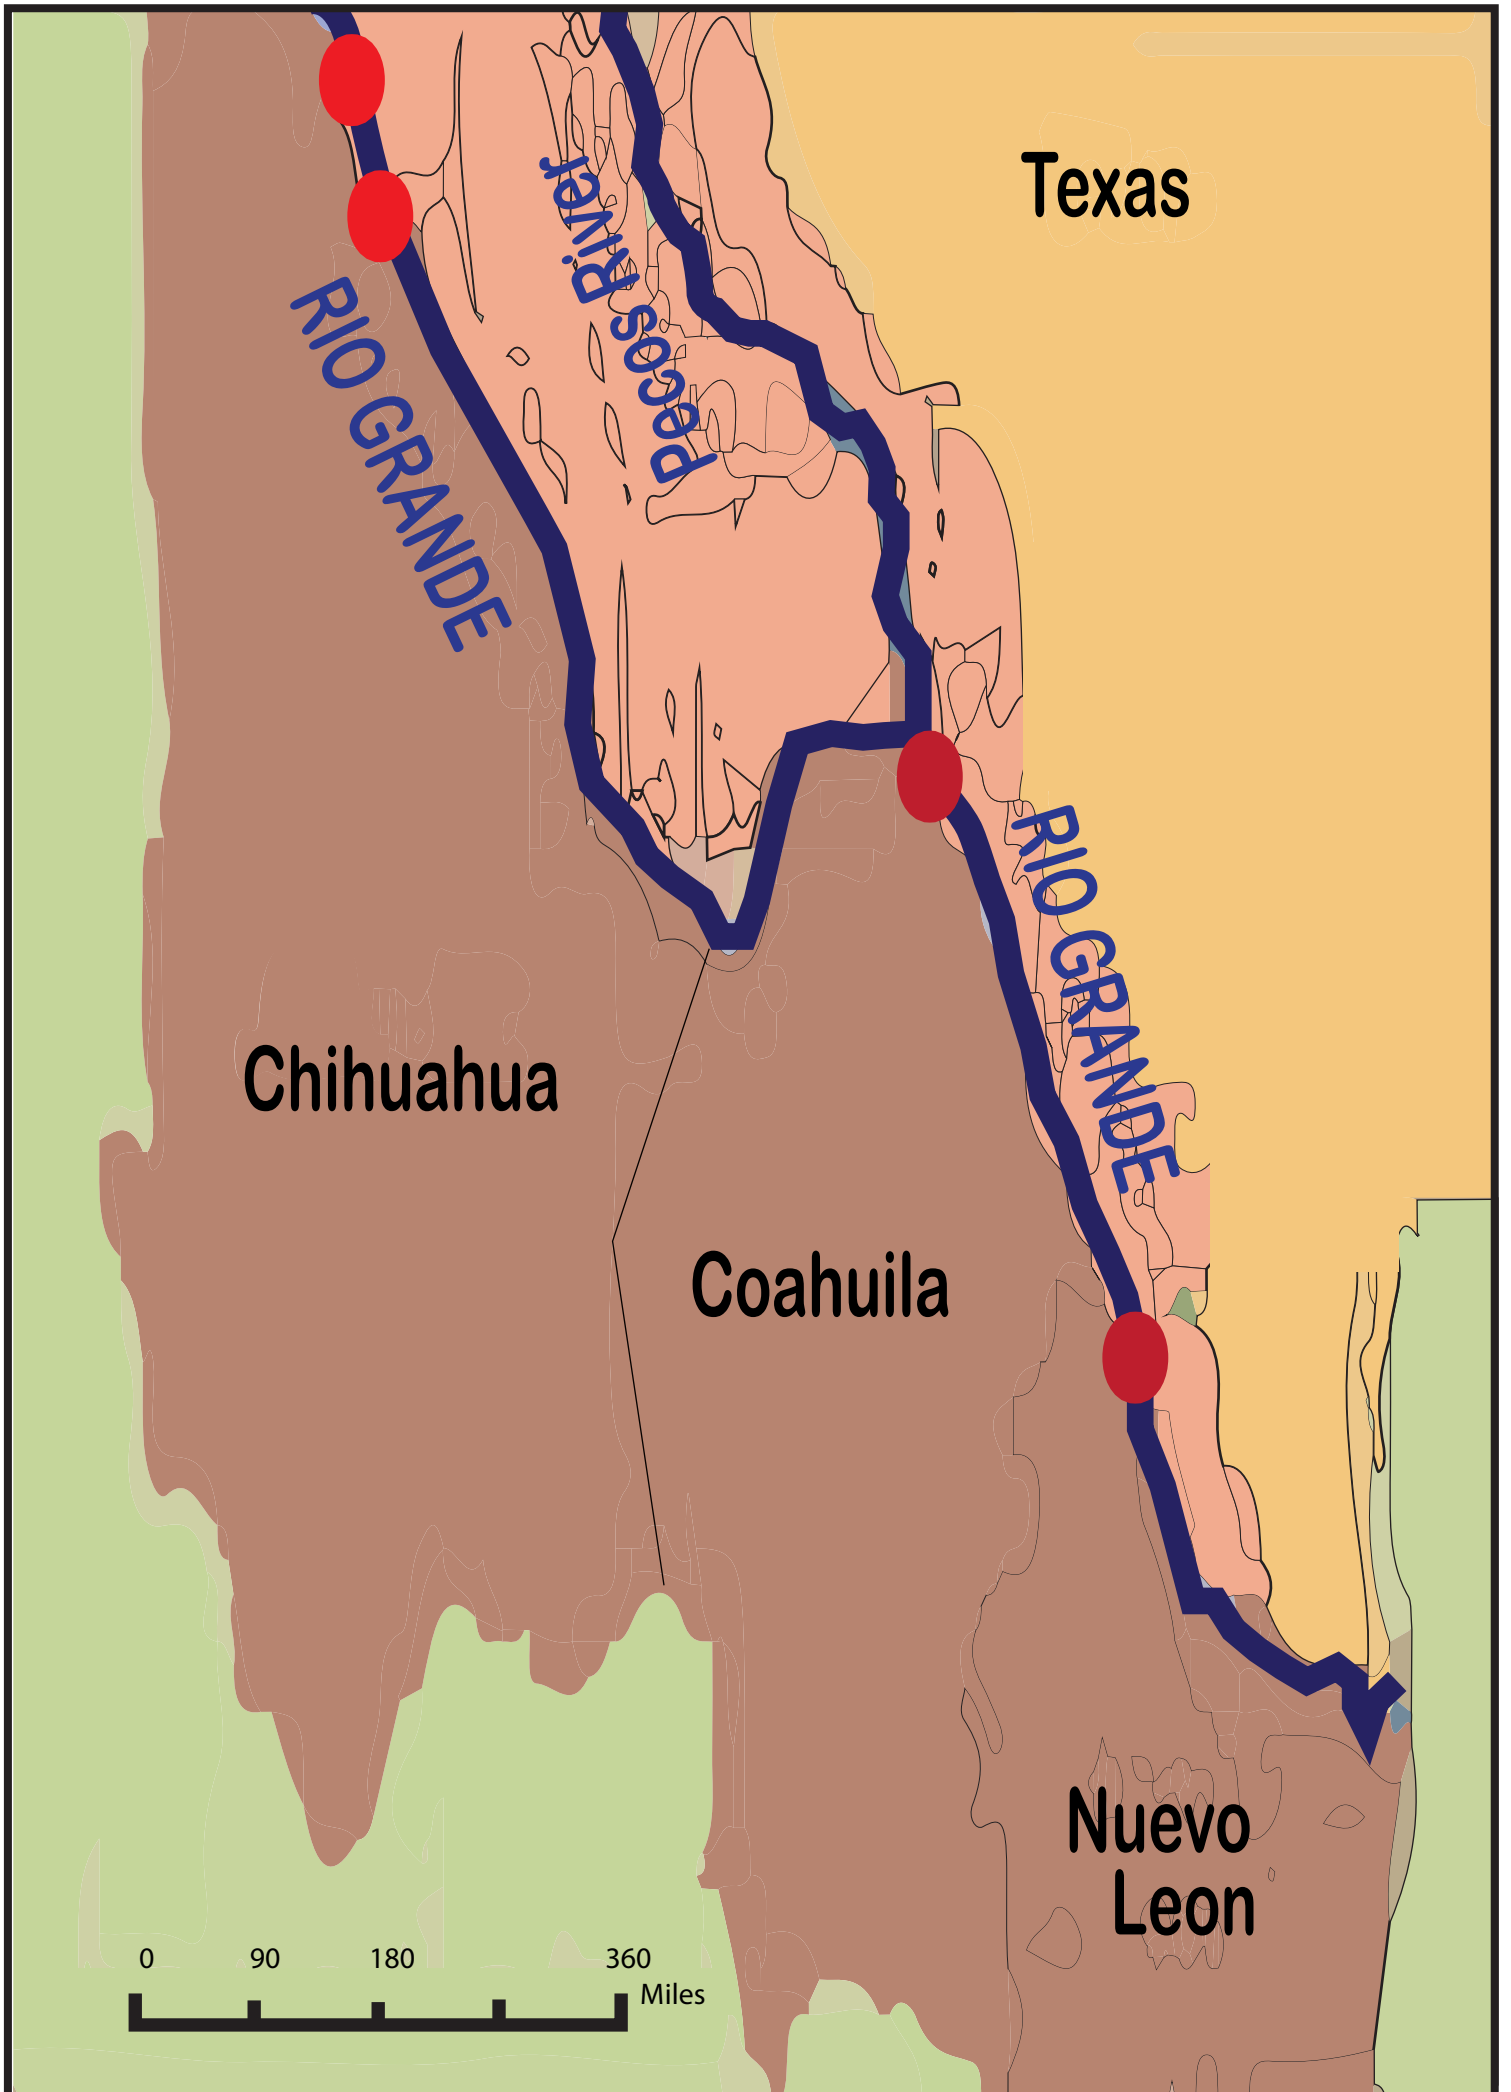 Texas
Pecos River
RIO GRANDE
RIO GRANDE
Chihuahua
Coahuila
Nuevo
Leon
0 90 180 360
Miles